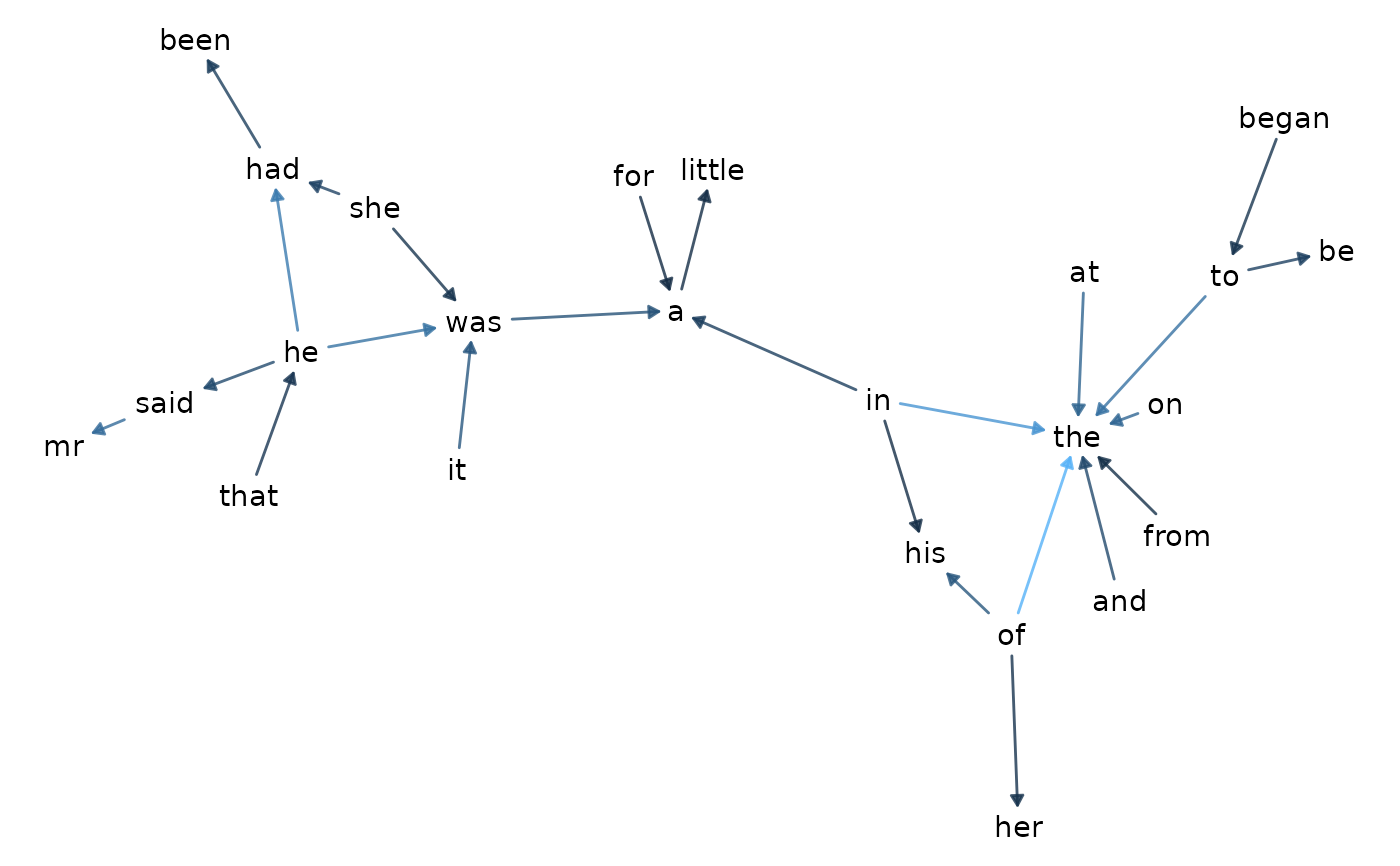 been
began
had
for
little
she
be
at
to
a
was
he
in
said
on
the
mr
it
that
from
his
and
of
her